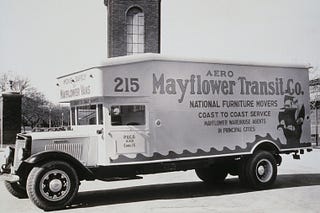 MAYFLOWER VANS
215
AERO
Mayflower Transit Co.
NATIONAL FURNITURE MOVERS
COAST TO COAST SERVICE
MAYFLOWER WAREHOUSE AGENTS
IN PRINCIPAL CITIES